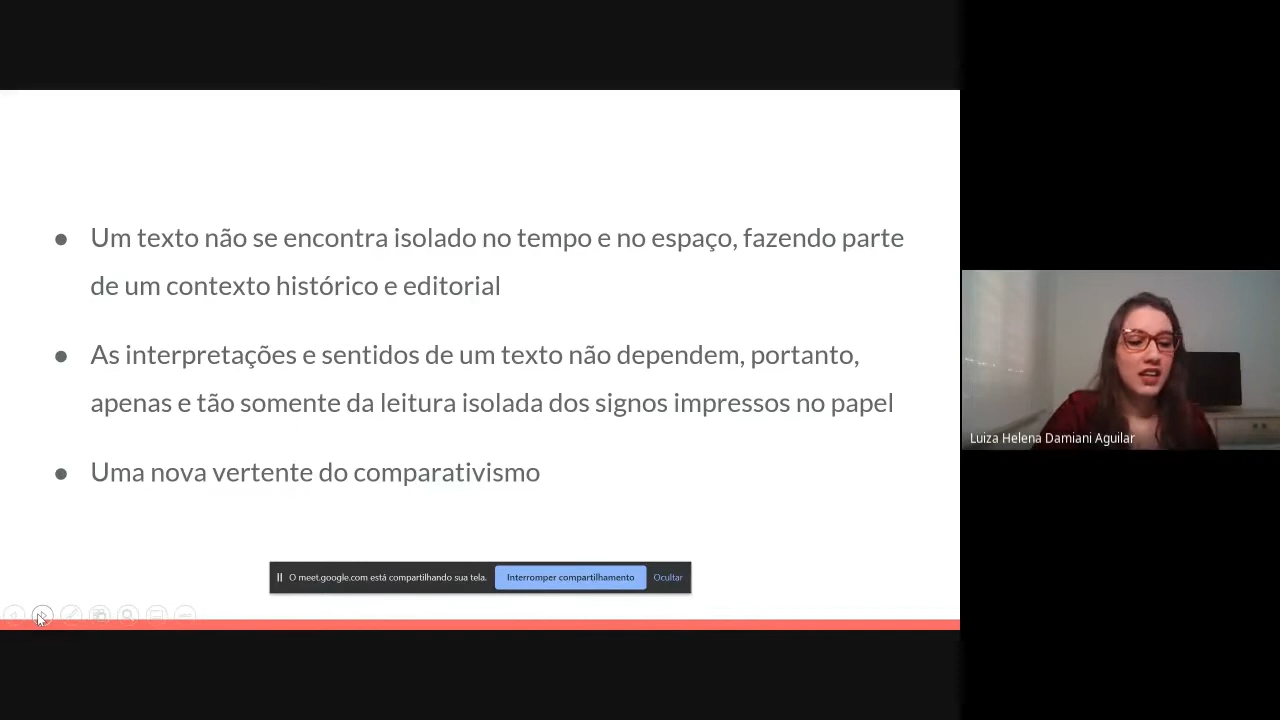 ● Um texto não se encontra isolado no tempo e no espaço, fazendo parte
de um contexto histórico e editorial
● As interpretações e sentidos de um texto não dependem, portanto,
apenas e tão somente da leitura isolada dos signos impressos no papel
● Uma nova vertente do comparativismo
O meet.google.com está compartilhando sua tela. Interromper compartilhamento Ocultar
Luiza Helena Damiani Aguilar